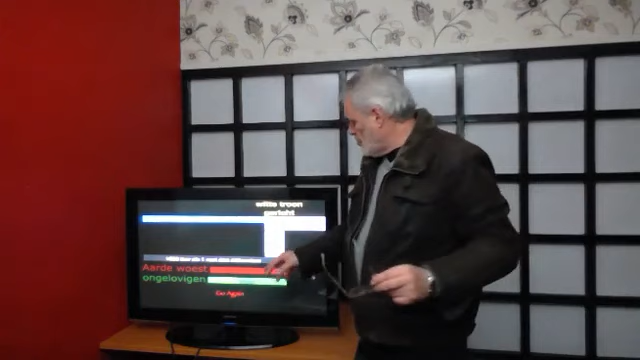 witte troon
gericht
Aarde woest
ongelovigen
Go Again